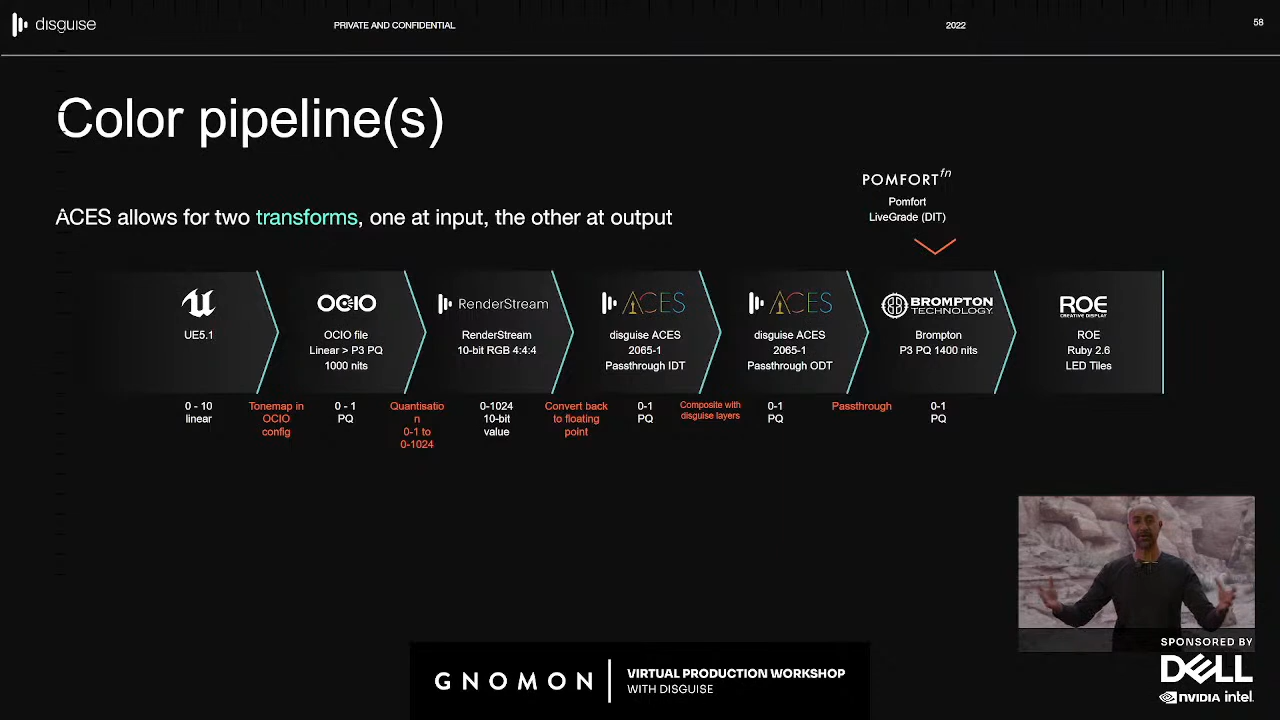 disguise
PRIVATE AND CONFIDENTIAL
2022
58
Color pipeline(s)
ACES allows for two transforms, one at input, the other at output
POMFORTfn
Pomfort
LiveGrade (DIT)
UE5.1
OCIO
OCIO file
Linear > P3 PQ
1000 nits
RenderStream
RenderStream
10-bit RGB 4:4:4
ACES
disguise ACES
2065-1
Passthrough IDT
ACES
disguise ACES
2065-1
Passthrough ODT
BROMPTON
TECHNOLOGY.
Brompton
P3 PQ 1400 nits
ROE
CREATIVE DISPLAY
ROE
Ruby 2.6
LED Tiles
0 - 10
linear
Tonemap in
OCIO
config
0 - 1
PQ
Quantisatio
n
0-1 to
0-1024
0-1024
10-bit
value
Convert back
to floating
point
0-1
PQ
Composite with
disguise layers
0-1
PQ
Passthrough
0-1
PQ
SPONSORED BY
DELL
NVIDIA intel.
GNOMON
VIRTUAL PRODUCTION WORKSHOP
WITH DISGUISE